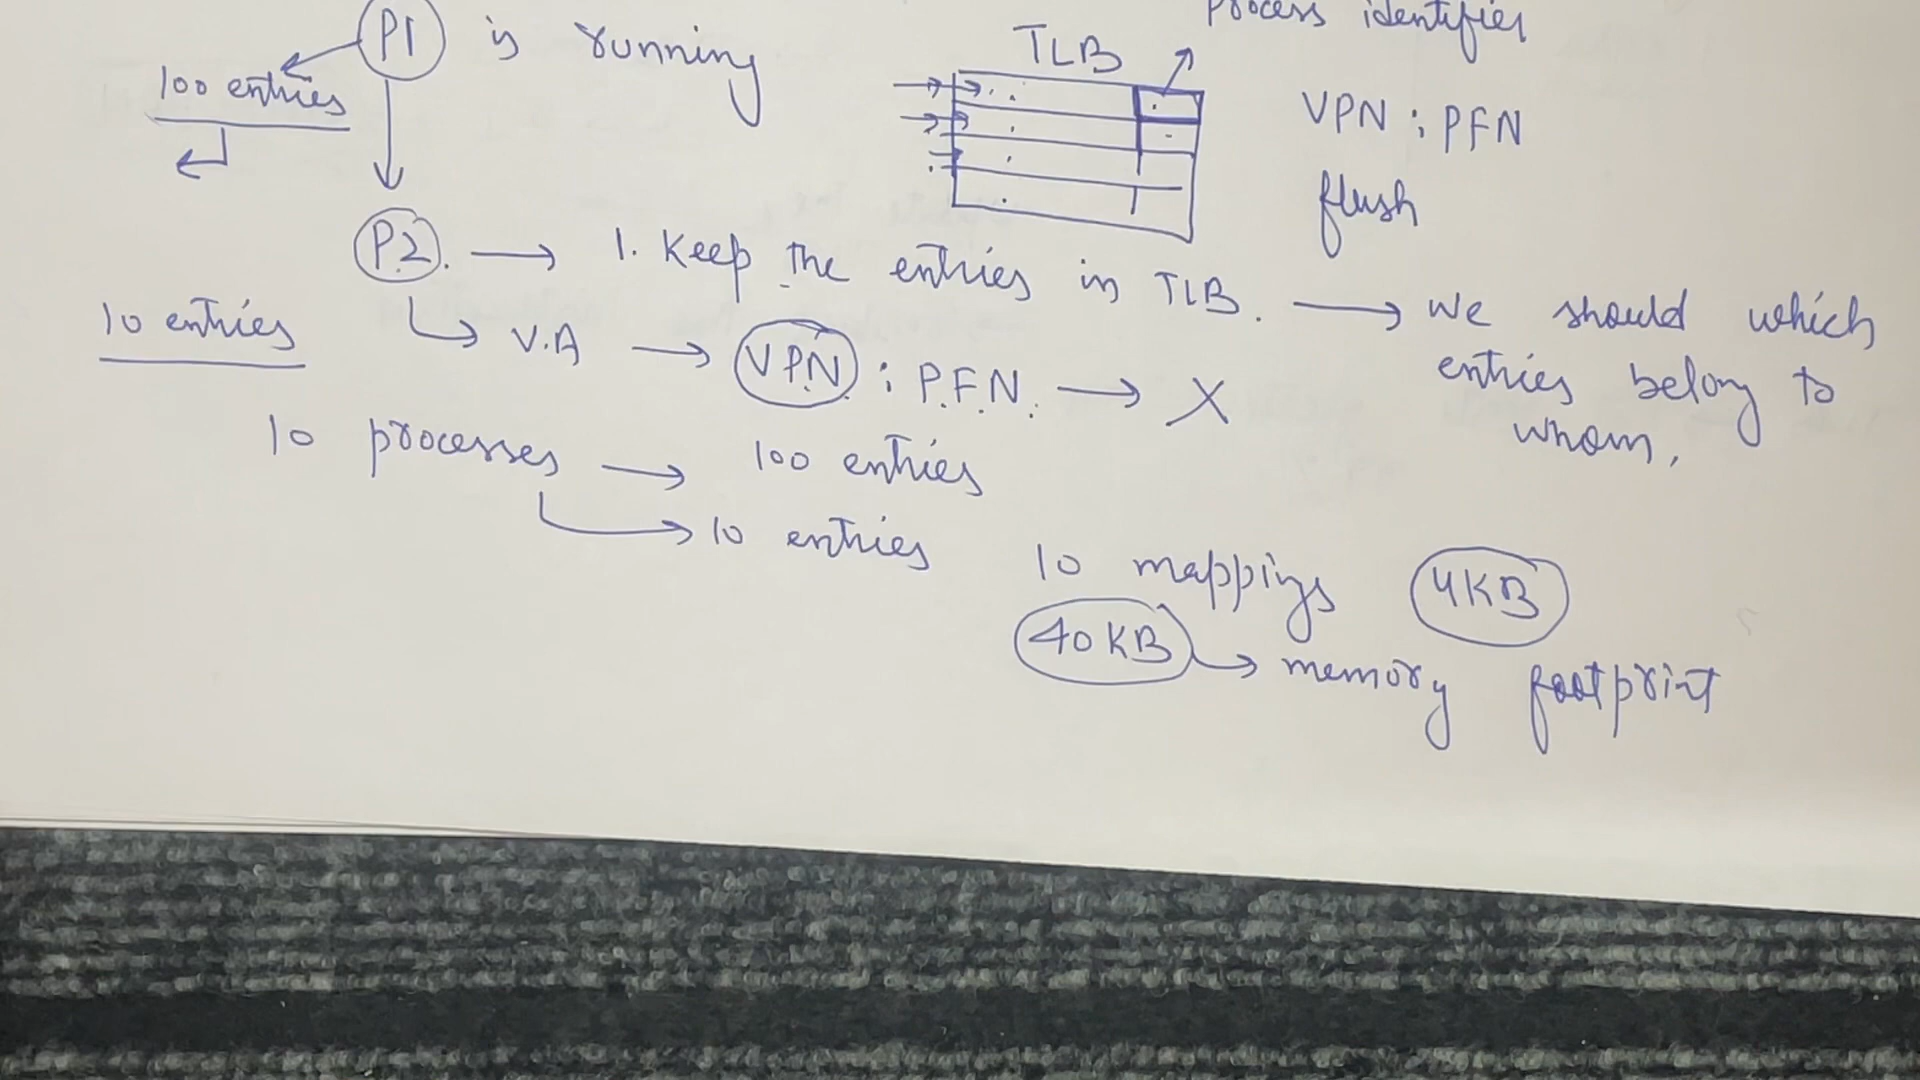 Process identifier
P1 is running
TLB
100 entries
VPN : PFN
flush
P2. → 1. Keep the entries in TLB. → we should which
entries belong to
whom,
10 entries
V.A → VPN : P.F.N. → X
10 processes → 100 entries
→ 10 entries
10 mappings 4KB
40 KB → memory footprint